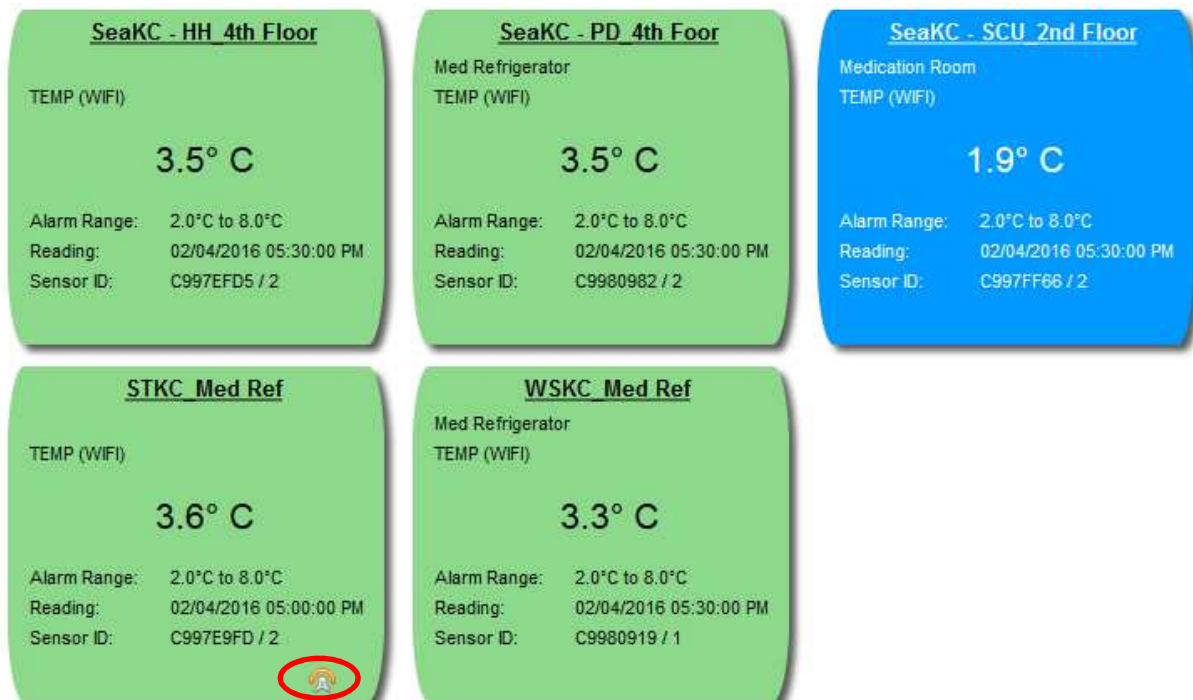 SeaKC - HH_4th Floor
TEMP (WIFI)
3.5° C
Alarm Range: 2.0°C to 8.0°C
Reading: 02/04/2016 05:30:00 PM
Sensor ID: C997EFD5 / 2
SeaKC - PD_4th Foor
Med Refrigerator
TEMP (WIFI)
3.5° C
Alarm Range: 2.0°C to 8.0°C
Reading: 02/04/2016 05:30:00 PM
Sensor ID: C9980982 / 2
SeaKC - SCU_2nd Floor
Medication Room
TEMP (WIFI)
1.9° C
Alarm Range: 2.0°C to 8.0°C
Reading: 02/04/2016 05:30:00 PM
Sensor ID: C997FF66 / 2
STKC_Med Ref
TEMP (WIFI)
3.6° C
Alarm Range: 2.0°C to 8.0°C
Reading: 02/04/2016 05:00:00 PM
Sensor ID: C997E9FD / 2
WSKC_Med Ref
Med Refrigerator
TEMP (WIFI)
3.3° C
Alarm Range: 2.0°C to 8.0°C
Reading: 02/04/2016 05:30:00 PM
Sensor ID: C9980919 / 1